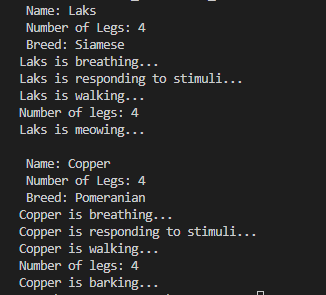 Name: Laks
Number of Legs: 4
Breed: Siamese
Laks is breathing...
Laks is responding to stimuli...
Laks is walking...
Number of legs: 4
Laks is meowing...

Name: Copper
Number of Legs: 4
Breed: Pomeranian
Copper is breathing...
Copper is responding to stimuli...
Copper is walking...
Number of legs: 4
Copper is barking...